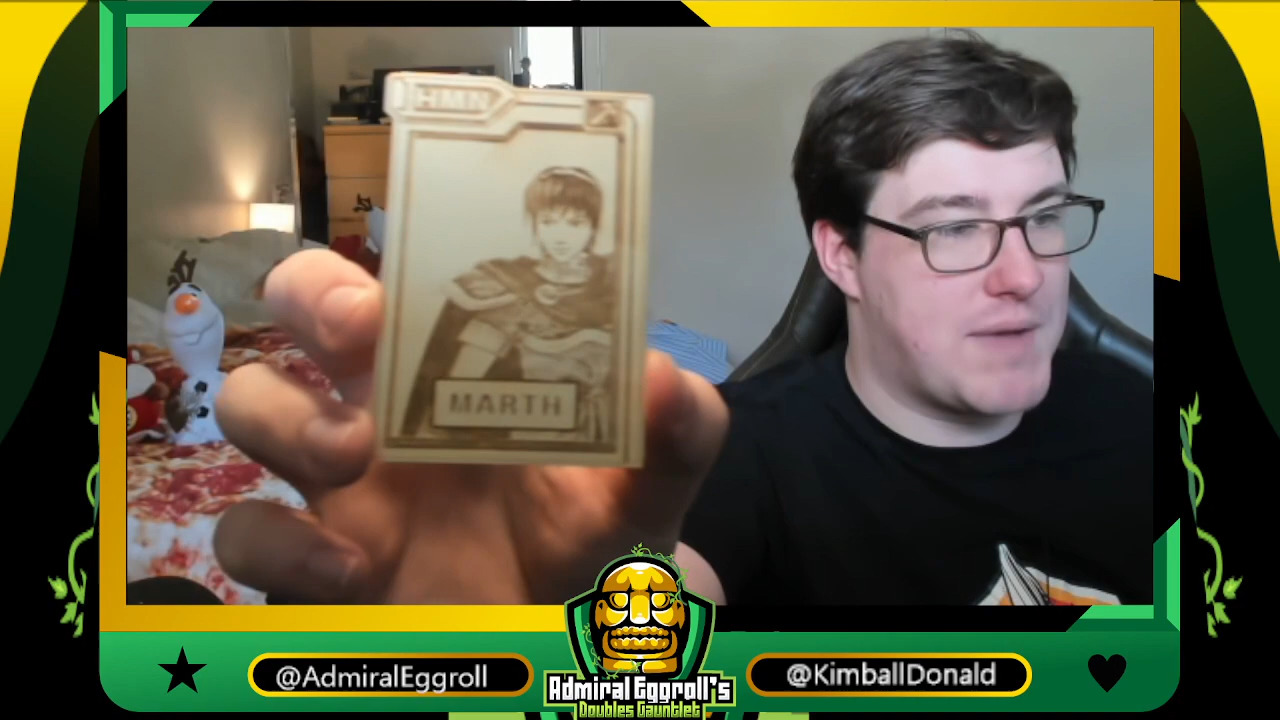 HMN
MARTH
@AdmiralEggroll
@KimballDonald
Admiral Eggroll's
Doubles Gauntlet